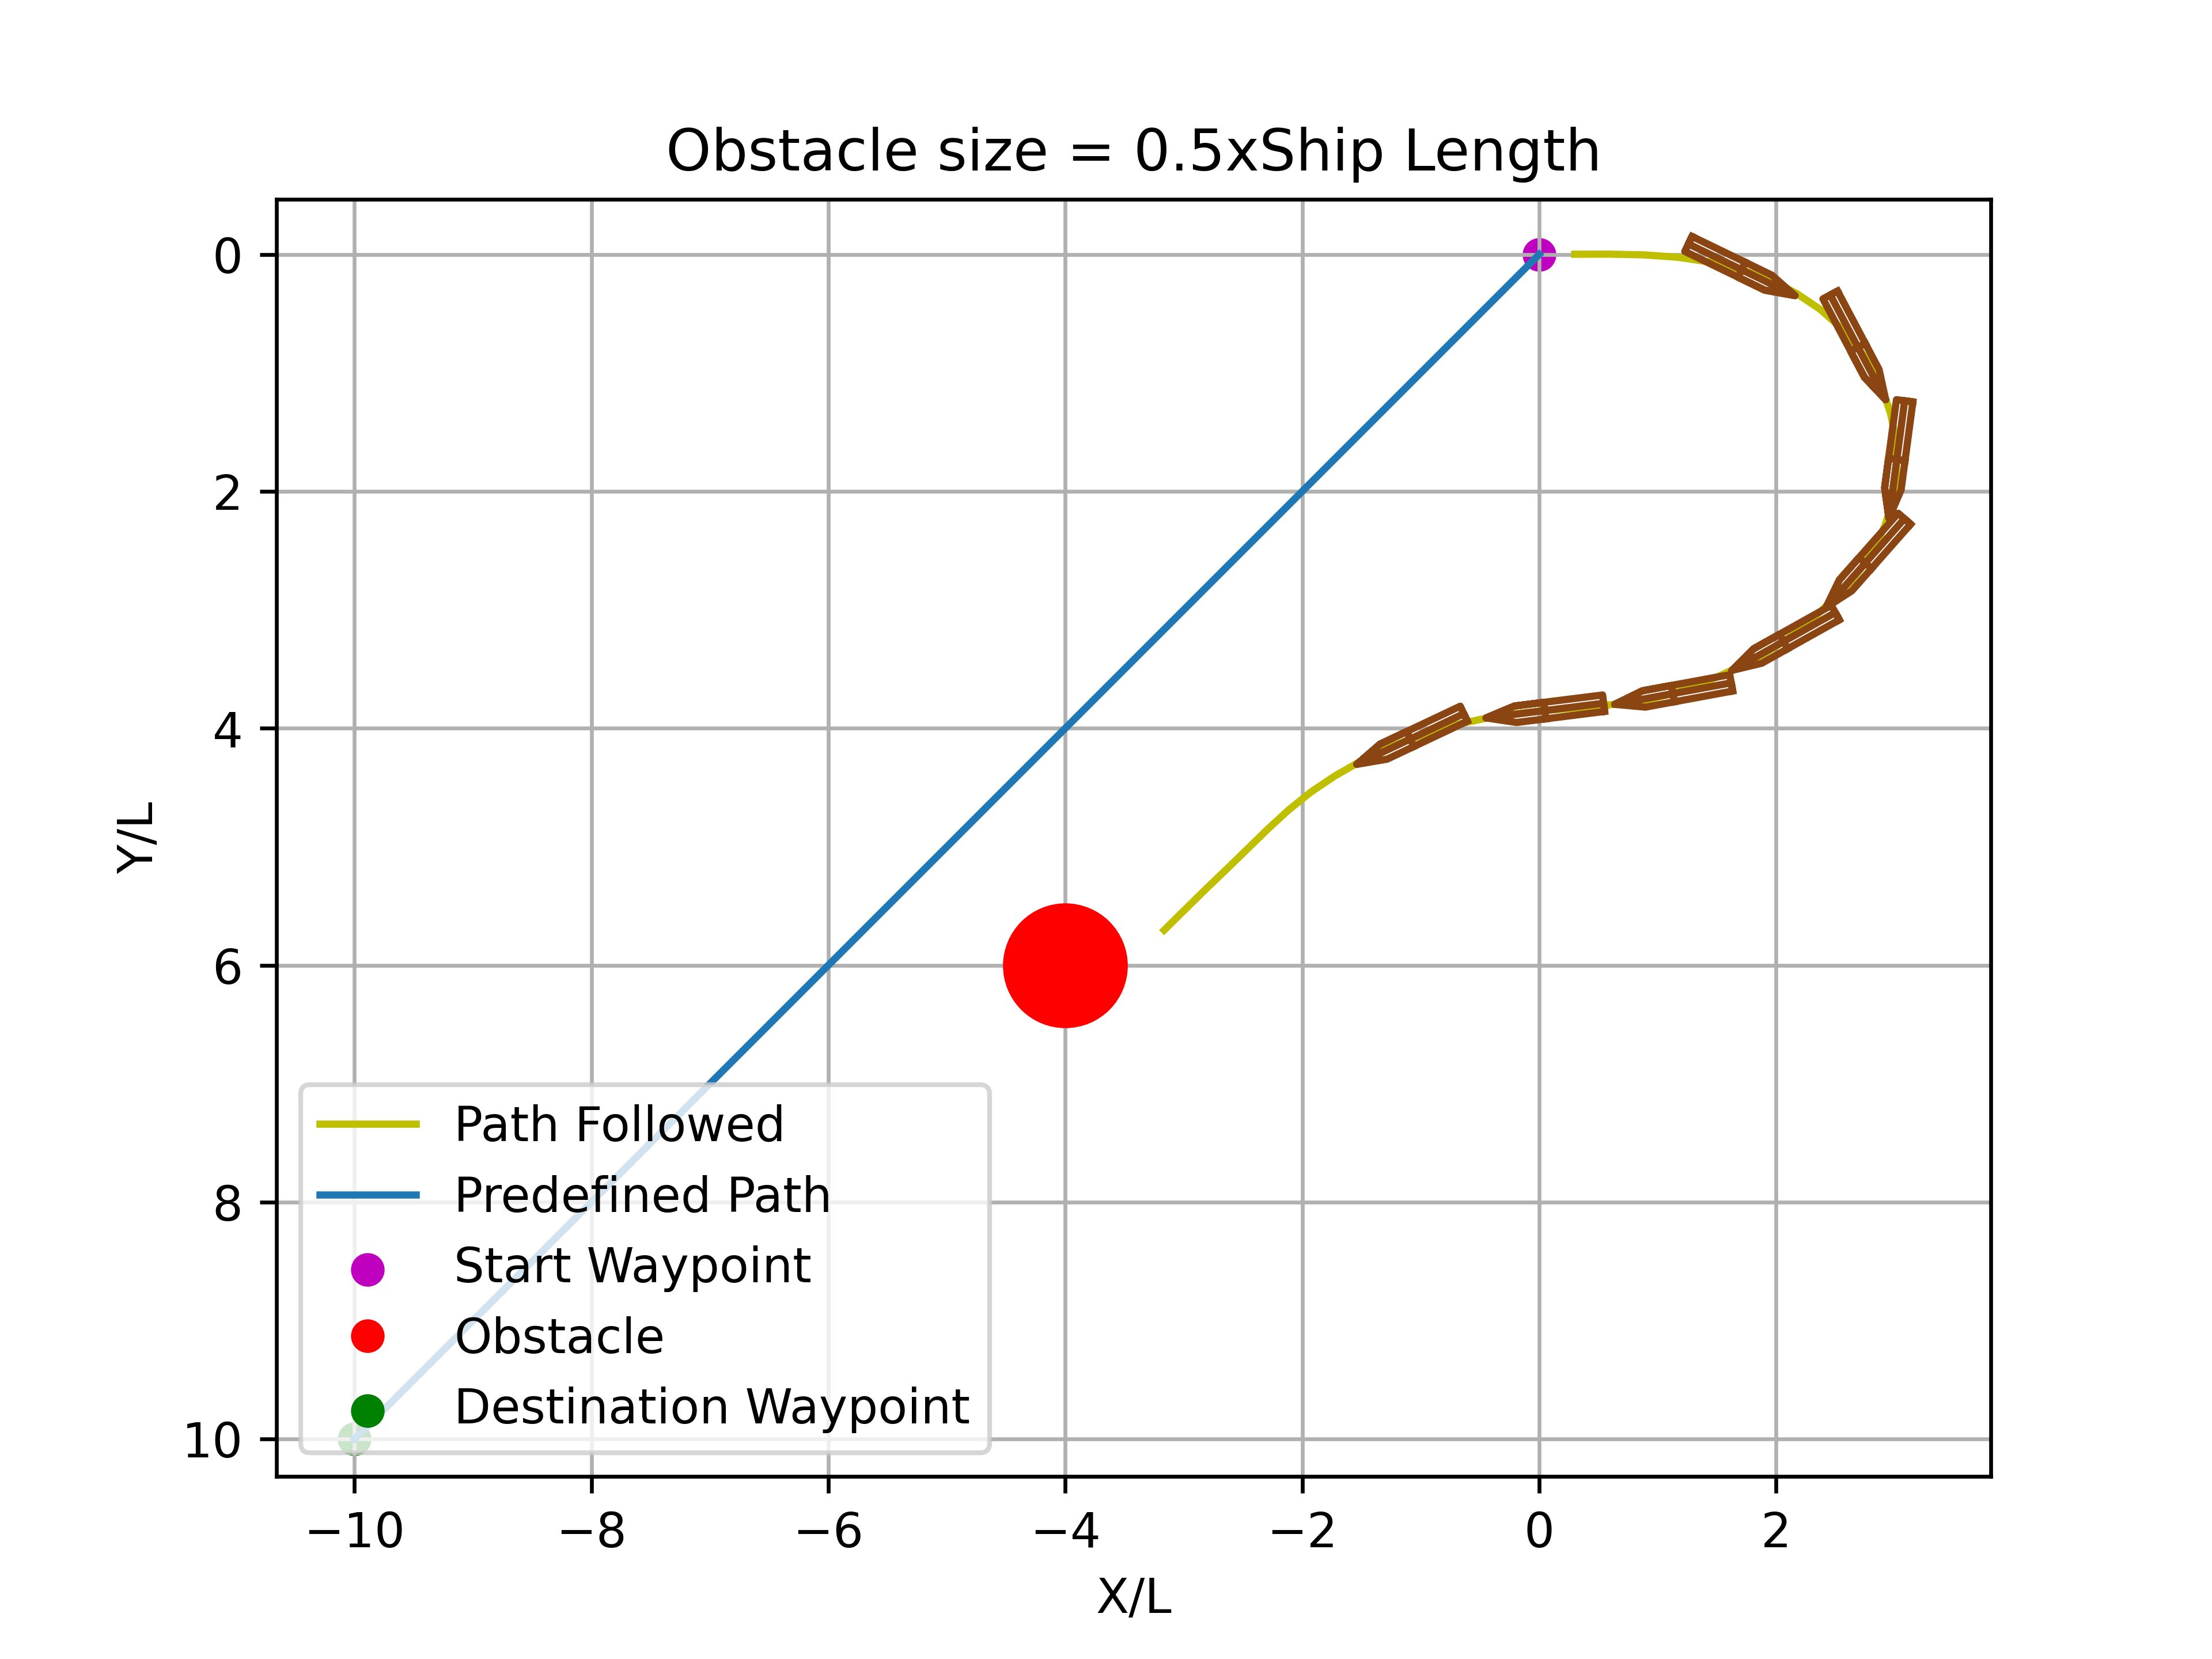 Obstacle size = 0.5xShip Length
0
2
4
6
8
10
Y/L
Path Followed
Predefined Path
Start Waypoint
Obstacle
Destination Waypoint
−10 −8 −6 −4 −2 0 2
X/L